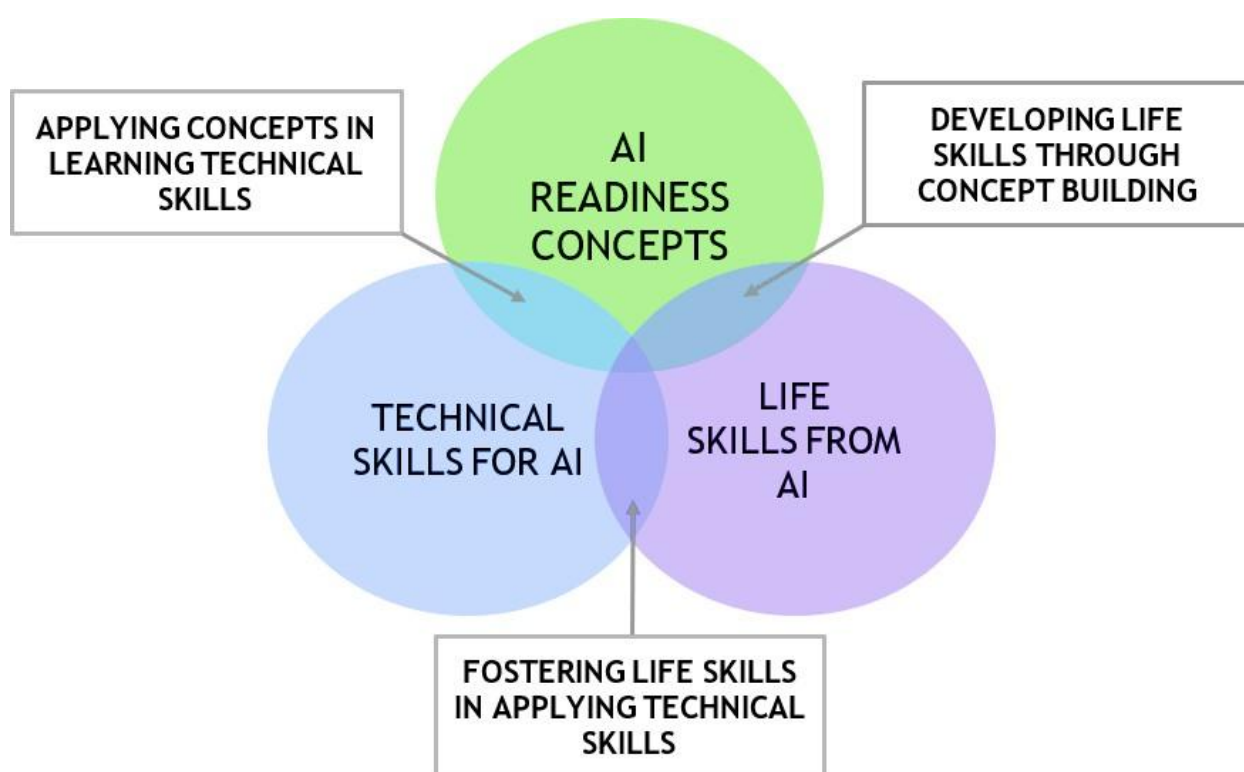 AI
READINESS
CONCEPTS
APPLYING CONCEPTS IN
LEARNING TECHNICAL
SKILLS
DEVELOPING LIFE
SKILLS THROUGH
CONCEPT BUILDING
TECHNICAL
SKILLS FOR AI
LIFE
SKILLS FROM
AI
FOSTERING LIFE SKILLS
IN APPLYING TECHNICAL
SKILLS